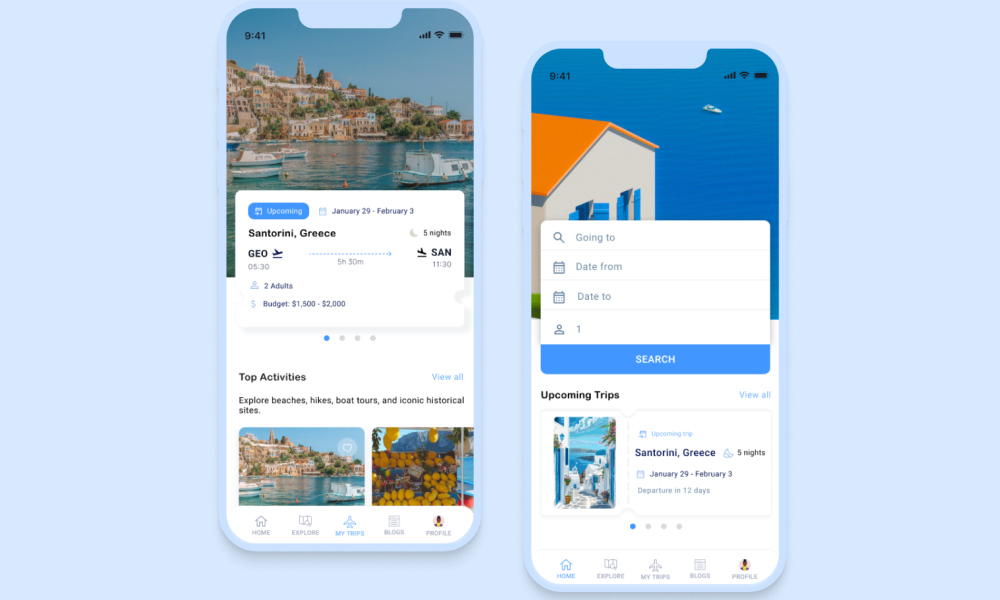 9:41
Upcoming
January 29 - February 3
Santorini, Greece
5 nights
GEO
SAN
05:30
5h 30m
11:30
2 Adults
$ Budget: $1,500 - $2,000
Top Activities
View all
Explore beaches, hikes, boat tours, and iconic historical
sites.
HOME
EXPLORE
MY TRIPS
BLOGS
PROFILE
9:41
Going to
Date from
Date to
1
SEARCH
Upcoming Trips
View all
Upcoming trip
Santorini, Greece
5 nights
January 29 - February 3
Departure in 12 days
HOME
EXPLORE
MY TRIPS
BLOGS
PROFILE